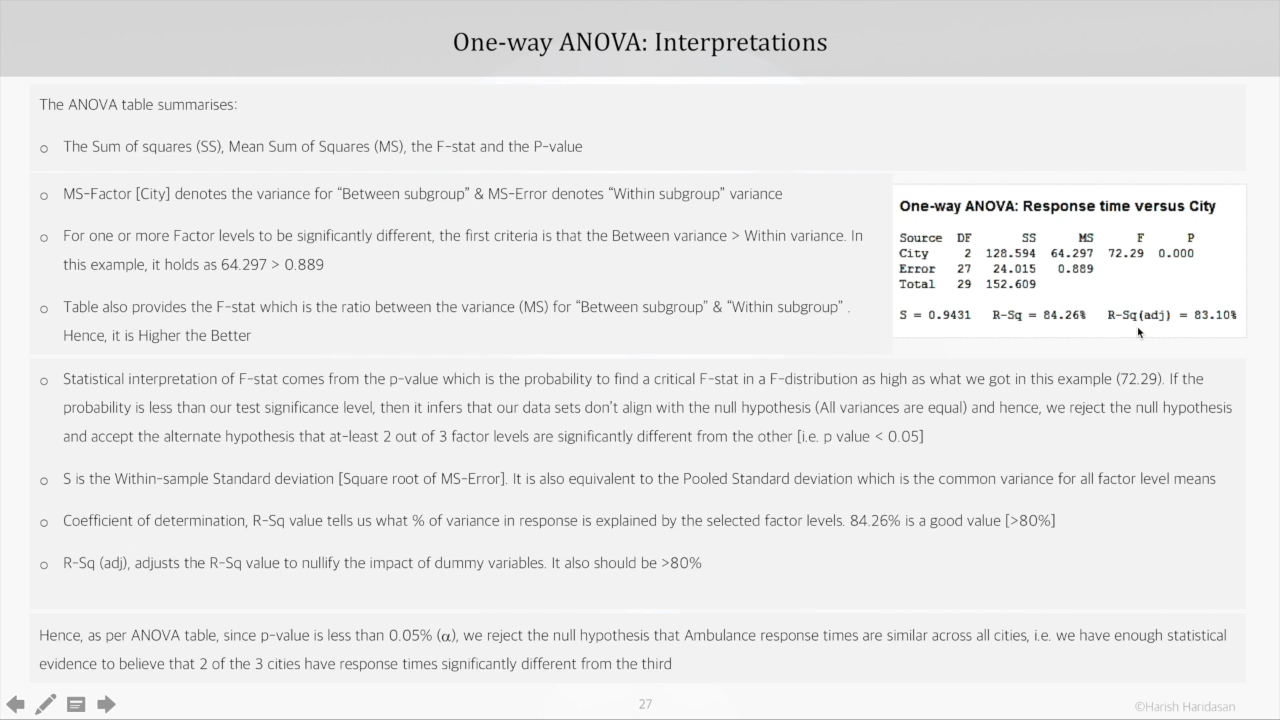 One-way ANOVA: Interpretations
The ANOVA table summarises:
o The Sum of squares (SS), Mean Sum of Squares (MS), the F-stat and the P-value
o MS-Factor [City] denotes the variance for “Between subgroup” & MS-Error denotes “Within subgroup” variance
o For one or more Factor levels to be significantly different, the first criteria is that the Between variance > Within variance. In
this example, it holds as 64.297 > 0.889
o Table also provides the F-stat which is the ratio between the variance (MS) for “Between subgroup” & “Within subgroup” .
Hence, it is Higher the Better
One-way ANOVA: Response time versus City
Source DF SS MS F P
City 2 128.594 64.297 72.29 0.000
Error 27 24.015 0.889
Total 29 152.609
S = 0.9431 R-Sq = 84.26% R-Sq(adj) = 83.10%
o Statistical interpretation of F-stat comes from the p-value which is the probability to find a critical F-stat in a F-distribution as high as what we got in this example (72.29). If the
probability is less than our test significance level, then it infers that our data sets don’t align with the null hypothesis (All variances are equal) and hence, we reject the null hypothesis
and accept the alternate hypothesis that at-least 2 out of 3 factor levels are significantly different from the other [i.e. p value < 0.05]
o S is the Within-sample Standard deviation [Square root of MS-Error]. It is also equivalent to the Pooled Standard deviation which is the common variance for all factor level means
o Coefficient of determination, R-Sq value tells us what % of variance in response is explained by the selected factor levels. 84.26% is a good value [>80%]
o R-Sq (adj), adjusts the R-Sq value to nullify the impact of dummy variables. It also should be >80%
Hence, as per ANOVA table, since p-value is less than 0.05% (α), we reject the null hypothesis that Ambulance response times are similar across all cities, i.e. we have enough statistical
evidence to believe that 2 of the 3 cities have response times significantly different from the third
27
©Harish Haridasan